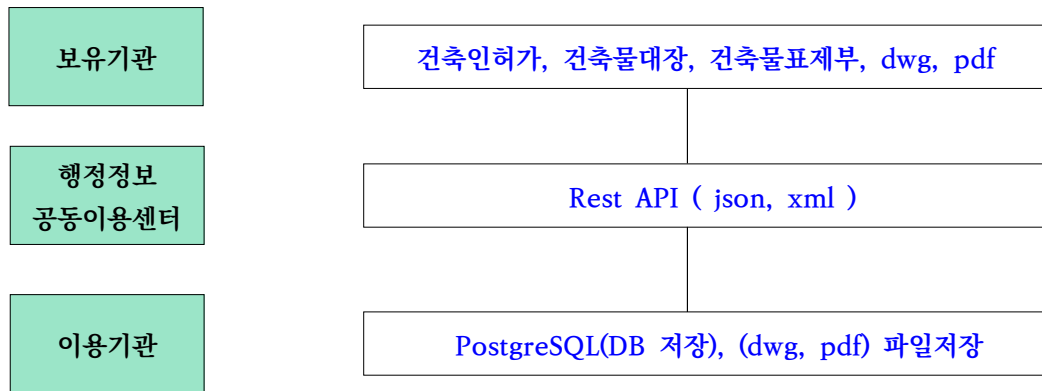 보유기관
건축인허가, 건축물대장, 건축물표제부, dwg, pdf
행정정보
공동이용센터
Rest API ( json, xml )
이용기관
PostgreSQL(DB 저장), (dwg, pdf) 파일저장